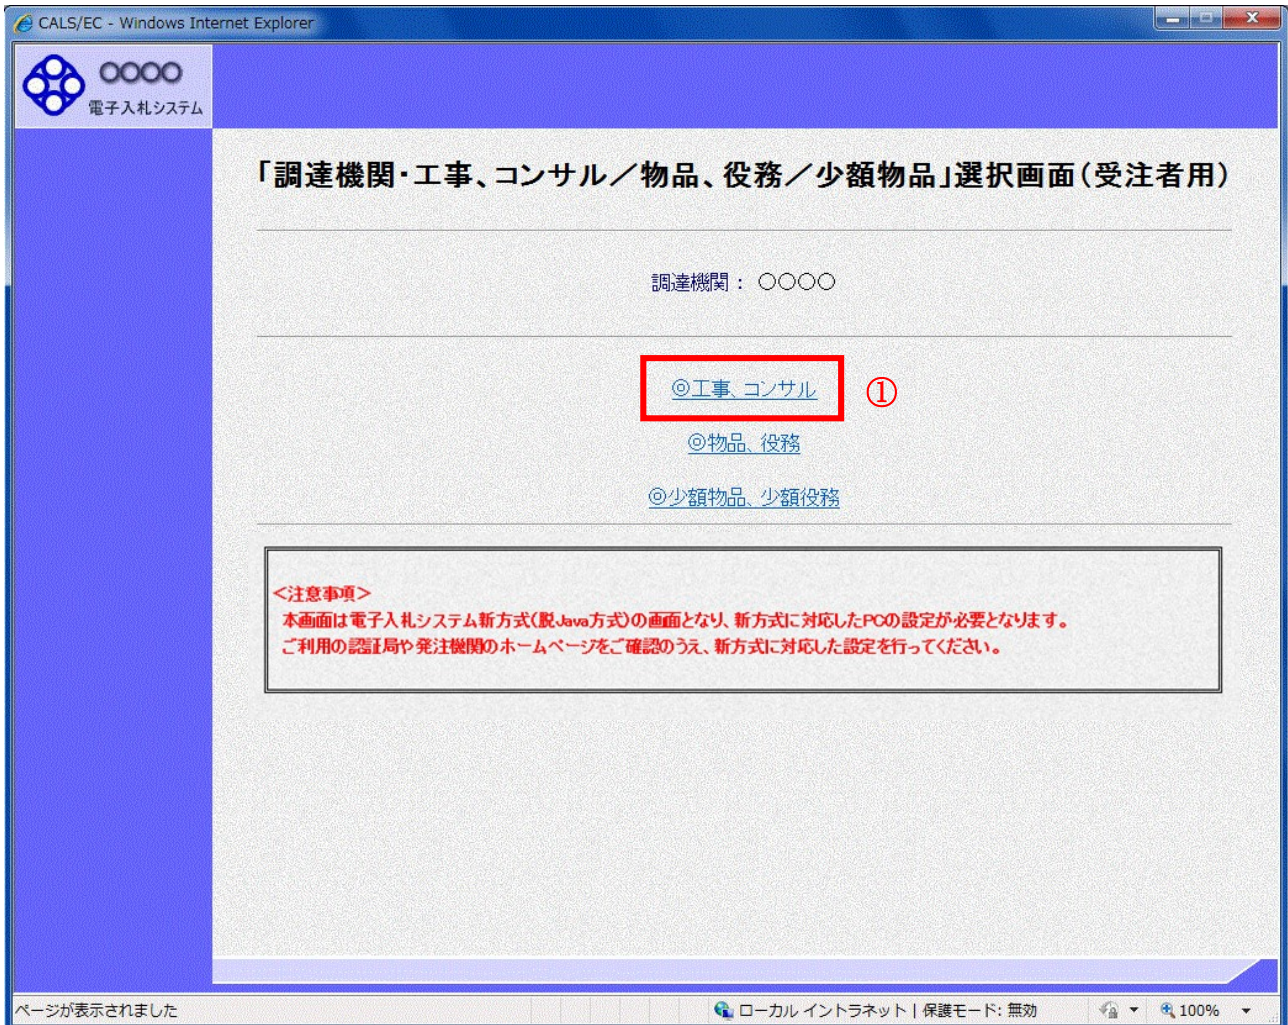 CALS/EC - Windows Internet Explorer
○○○○
電子入札システム
「調達機関・工事、コンサル／物品、役務／少額物品」選択画面(受注者用)
調達機関： ○○○○
◎工事、コンサル
①
◎物品、役務
◎少額物品、少額役務
<注意事項>
本画面は電子入札システム新方式(脱Java方式)の画面となり、新方式に対応したPCの設定が必要となります。
ご利用の認証局や発注機関のホームページをご確認のうえ、新方式に対応した設定を行ってください。
ページが表示されました
ローカル イントラネット | 保護モード: 無効
100%